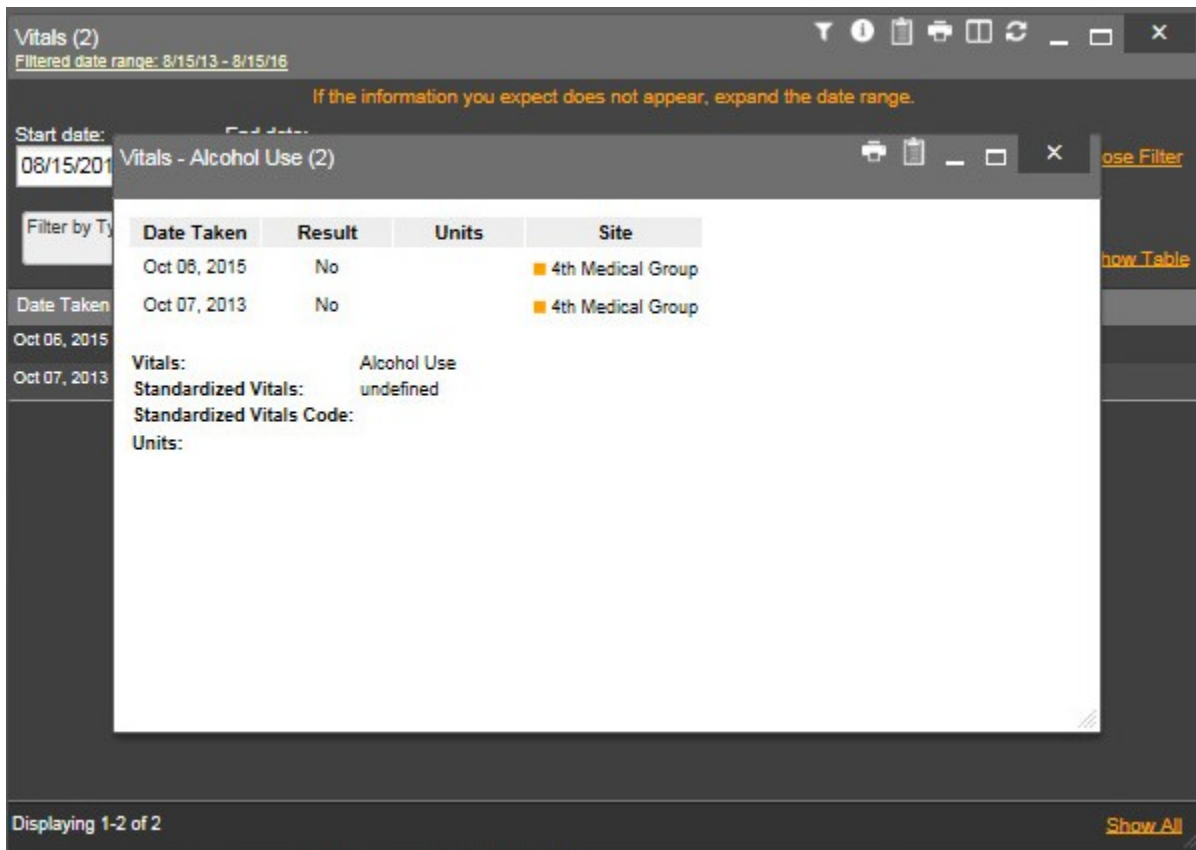 Vitals (2)
Filtered date range: 8/15/13 - 8/15/16
If the information you expect does not appear, expand the date range.
Start date:
08/15/201
ose Filter
Filter by Ty
how Table
Date Taken
Oct 06, 2015
Oct 07, 2013
Vitals - Alcohol Use (2)
Date Taken Result Units Site
Oct 06, 2015 No 4th Medical Group
Oct 07, 2013 No 4th Medical Group
Vitals: Alcohol Use
Standardized Vitals: undefined
Standardized Vitals Code:
Units:
Displaying 1-2 of 2 Show All